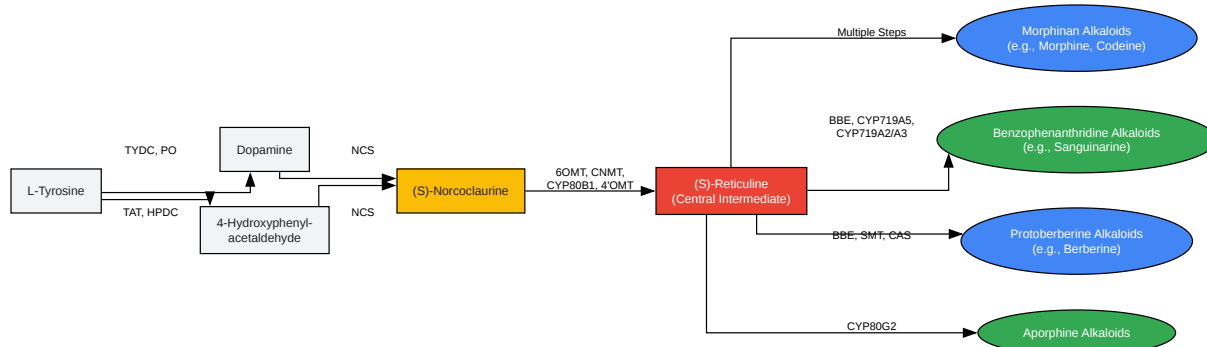 L-Tyrosine
TYDC, PO
TAT, HPDC
Dopamine
4-Hydroxyphenyl-
acetaldehyde
NCS
NCS
(S)-Norcoclaurine
6OMT, CNMT,
CYP80B1, 4'OMT
(S)-Reticuline
(Central Intermediate)
Multiple Steps
Morphinan Alkaloids
(e.g., Morphine, Codeine)
BBE, CYP719A5,
CYP719A2/A3
Benzophenanthridine Alkaloids
(e.g., Sanguinarine)
BBE, SMT, CAS
Protoberberine Alkaloids
(e.g., Berberine)
CYP80G2
Aporphine Alkaloids